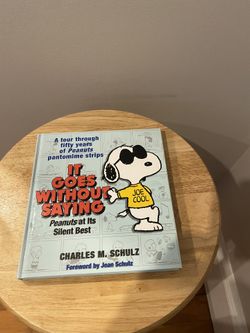 A tour through
fifty years
of Peanuts
pantomime strips
IT
GOES
WITHOUT
SAYING
Peanuts at Its
Silent Best
JOE
COOL
CHARLES M. SCHULZ
Foreword by Jean Schulz